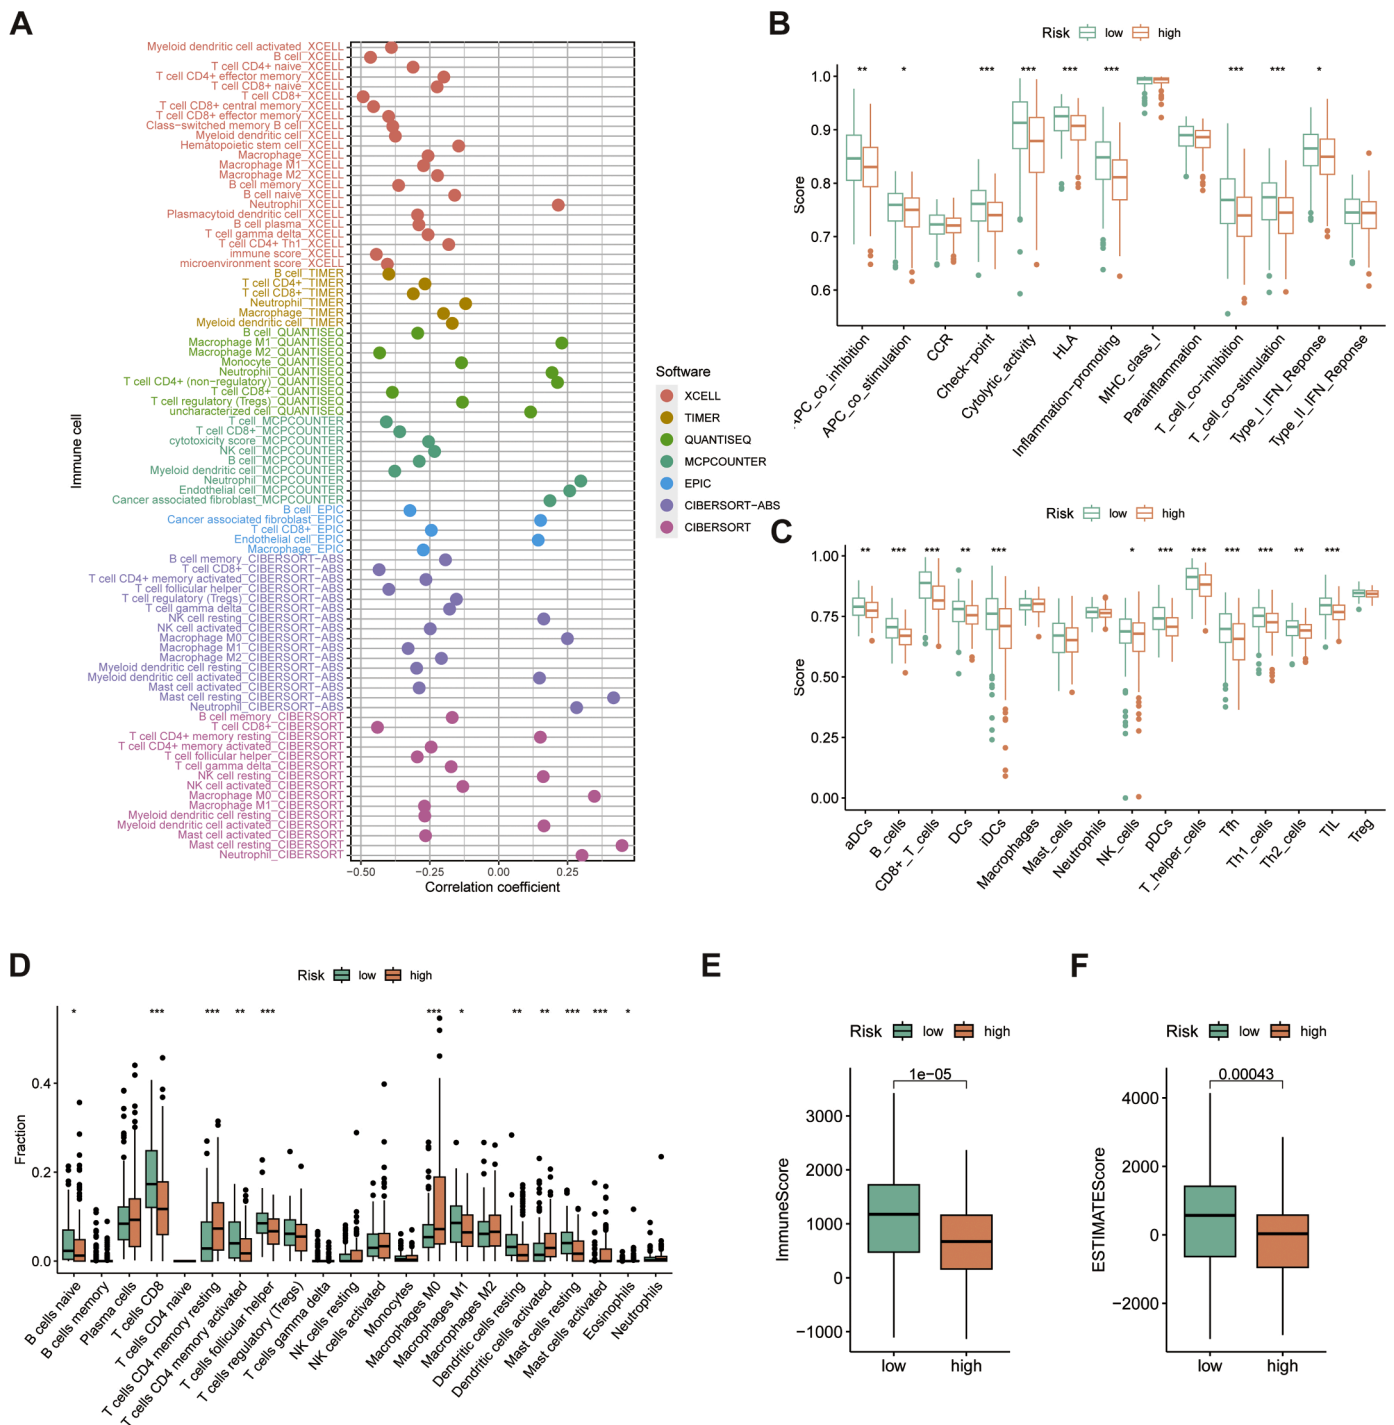 A
Myeloid dendritic cell activated_XCELL
B cell_XCELL
T cell CD4+ naive_XCELL
T cell CD4+ effector memory_XCELL
T cell CD8+ naive_XCELL
T cell CD8+_XCELL
T cell CD8+ central memory_XCELL
T cell CD8+ effector memory_XCELL
Class−switched memory B cell_XCELL
Myeloid dendritic cell_XCELL
Hematopoietic stem cell_XCELL
Macrophage_XCELL
Macrophage M1_XCELL
Macrophage M2_XCELL
B cell memory_XCELL
B cell naive_XCELL
Neutrophil_XCELL
Plasmacytoid dendritic cell_XCELL
B cell plasma_XCELL
T cell gamma delta_XCELL
T cell CD4+ Th1_XCELL
immune score_XCELL
microenvironment score_XCELL
B cell_TIMER
T cell CD4+_TIMER
T cell CD8+_TIMER
Neutrophil_TIMER
Macrophage_TIMER
Myeloid dendritic cell_TIMER
B cell_QUANTISEQ
Macrophage M1_QUANTISEQ
Macrophage M2_QUANTISEQ
Monocyte_QUANTISEQ
Neutrophil_QUANTISEQ
T cell CD4+ (non−regulatory)_QUANTISEQ
T cell CD8+_QUANTISEQ
T cell regulatory (Tregs)_QUANTISEQ
uncharacterized cell_QUANTISEQ
T cell_MCPCOUNTER
T cell CD8+_MCPCOUNTER
cytotoxicity score_MCPCOUNTER
NK cell_MCPCOUNTER
B cell_MCPCOUNTER
Myeloid dendritic cell_MCPCOUNTER
Neutrophil_MCPCOUNTER
Endothelial cell_MCPCOUNTER
Cancer associated fibroblast_MCPCOUNTER
B cell_EPIC
Cancer associated fibroblast_EPIC
T cell CD8+_EPIC
Endothelial cell_EPIC
Macrophage_EPIC
B cell memory_CIBERSORT−ABS
T cell CD8+_CIBERSORT−ABS
T cell CD4+ memory activated_CIBERSORT−ABS
T cell follicular helper_CIBERSORT−ABS
T cell regulatory (Tregs)_CIBERSORT−ABS
T cell gamma delta_CIBERSORT−ABS
NK cell resting_CIBERSORT−ABS
NK cell activated_CIBERSORT−ABS
Macrophage M0_CIBERSORT−ABS
Macrophage M1_CIBERSORT−ABS
Macrophage M2_CIBERSORT−ABS
Myeloid dendritic cell resting_CIBERSORT−ABS
Myeloid dendritic cell activated_CIBERSORT−ABS
Mast cell activated_CIBERSORT−ABS
Mast cell resting_CIBERSORT−ABS
Neutrophil_CIBERSORT−ABS
B cell memory_CIBERSORT
T cell CD8+_CIBERSORT
T cell CD4+ memory resting_CIBERSORT
T cell CD4+ memory activated_CIBERSORT
T cell follicular helper_CIBERSORT
T cell gamma delta_CIBERSORT
NK cell resting_CIBERSORT
NK cell activated_CIBERSORT
Macrophage M0_CIBERSORT
Macrophage M1_CIBERSORT
Myeloid dendritic cell resting_CIBERSORT
Myeloid dendritic cell activated_CIBERSORT
Mast cell activated_CIBERSORT
Mast cell resting_CIBERSORT
Neutrophil_CIBERSORT
Immune cell
−0.50 −0.25 0.00 0.25
Correlation coefficient
Software
XCELL
TIMER
QUANTISEQ
MCPCOUNTER
EPIC
CIBERSORT−ABS
CIBERSORT
B
Risk low high
** * *** *** *** *** *** *** *
1.0
0.9
0.8
0.7
0.6
Score
APC_co_inhibition
APC_co_stimulation
CCR
Check−point
Cytolytic_activity
HLA
Inflammation−promoting
MHC_class_I
Parainflammation
T_cell_co−inhibition
T_cell_co−stimulation
Type_I_IFN_Reponse
Type_II_IFN_Reponse
C
Risk low high
** *** *** ** *** * *** *** *** *** ** ***
1.00
0.75
0.50
0.25
0.00
Score
aDCs
B_cells
CD8+_T_cells
DCs
iDCs
Macrophages
Mast_cells
Neutrophils
NK_cells
pDCs
T_helper_cells
Tfh
Th1_cells
Th2_cells
TIL
Treg
D
Risk low high
* *** *** ** *** *** * ** ** *** *** *
0.4
0.2
0.0
Fraction
B cells naive
B cells memory
Plasma cells
T cells CD8
T cells CD4 naive
T cells CD4 memory resting
T cells CD4 memory activated
T cells follicular helper
T cells regulatory (Tregs)
T cells gamma delta
NK cells resting
NK cells activated
Monocytes
Macrophages M0
Macrophages M1
Macrophages M2
Dendritic cells resting
Dendritic cells activated
Mast cells resting
Mast cells activated
Eosinophils
Neutrophils
E
Risk low high
1e−05
3000
2000
1000
0
−1000
ImmuneScore
low high
F
Risk low high
0.00043
4000
2000
0
−2000
ESTIMATEScore
low high